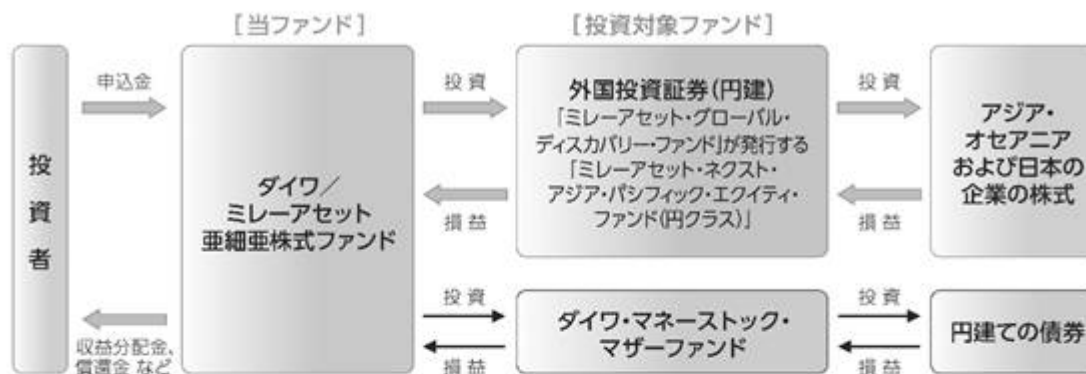 [当ファンド]
[投資対象ファンド]
投資者
申込金
収益分配金、
償還金 など
ダイワ／
ミレーアセット
亜細亜株式ファンド
投 資
損 益
外国投資証券(円建)
「ミレーアセット・グローバル・
ディスカバリー・ファンド」が発行する
「ミレーアセット・ネクスト・
アジア・パシフィック・エクイティ・
ファンド(円クラス)」
投 資
損 益
アジア・
オセアニア
および日本の
企業の株式
投 資
損 益
ダイワ・マネーストック・
マザーファンド
投 資
損 益
円建ての債券